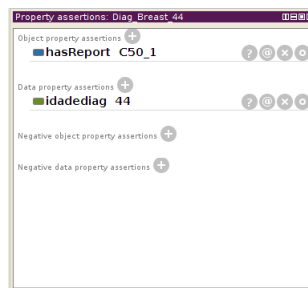 Property assertions: Diag_Breast_44
Object property assertions
hasReport C50_1
Data property assertions
idadediag 44
Negative object property assertions
Negative data property assertions